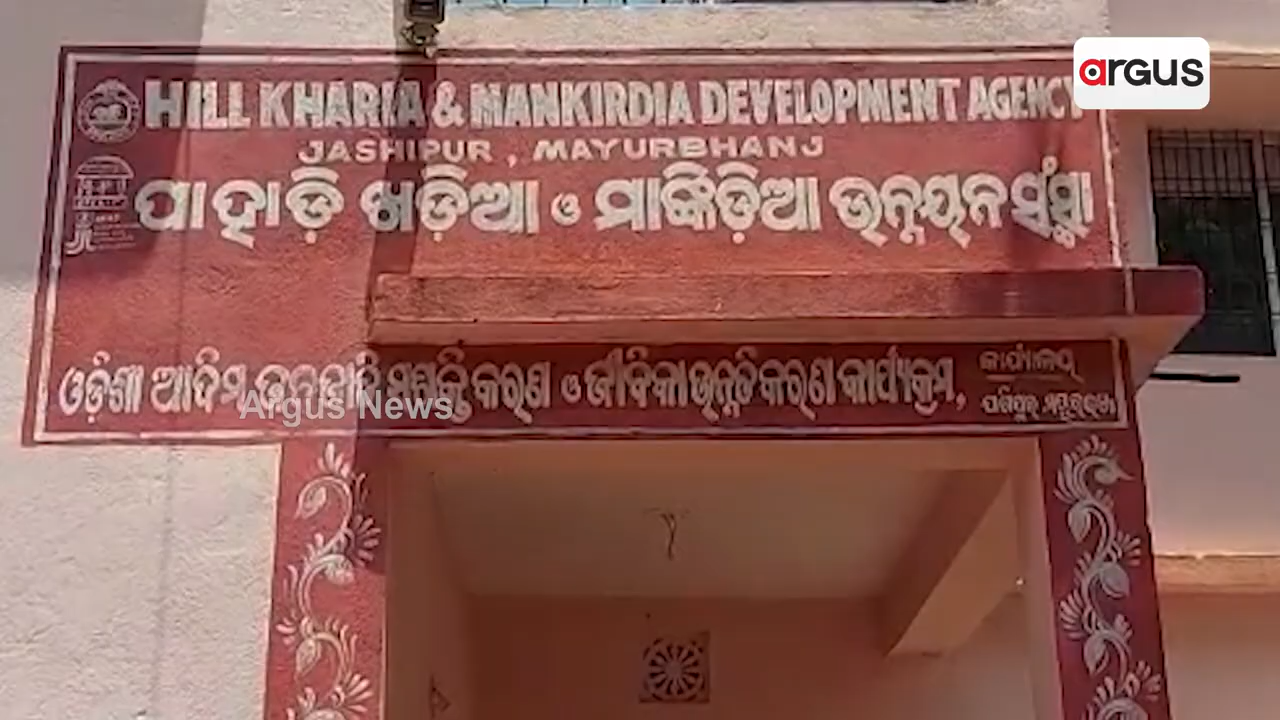 argus
HILL KHARIA & MANKIRDIA DEVELOPMENT AGENCY
JASHIPUR, MAYURBHANJ
ପାହାଡ଼ି ଖଡ଼ିଆ ଓ ମାଙ୍କିଡ଼ିଆ ଉନ୍ନୟନ ସଂସ୍ଥା
ଓଡ଼ିଶା ଆଦିମ ଜନଜାତି ସଶକ୍ତିକରଣ ଓ ଜୀବିକା ଉନ୍ନତିକରଣ କାର୍ଯ୍ୟକ୍ରମ,
କାର୍ଯ୍ୟାଳୟ
Argus News